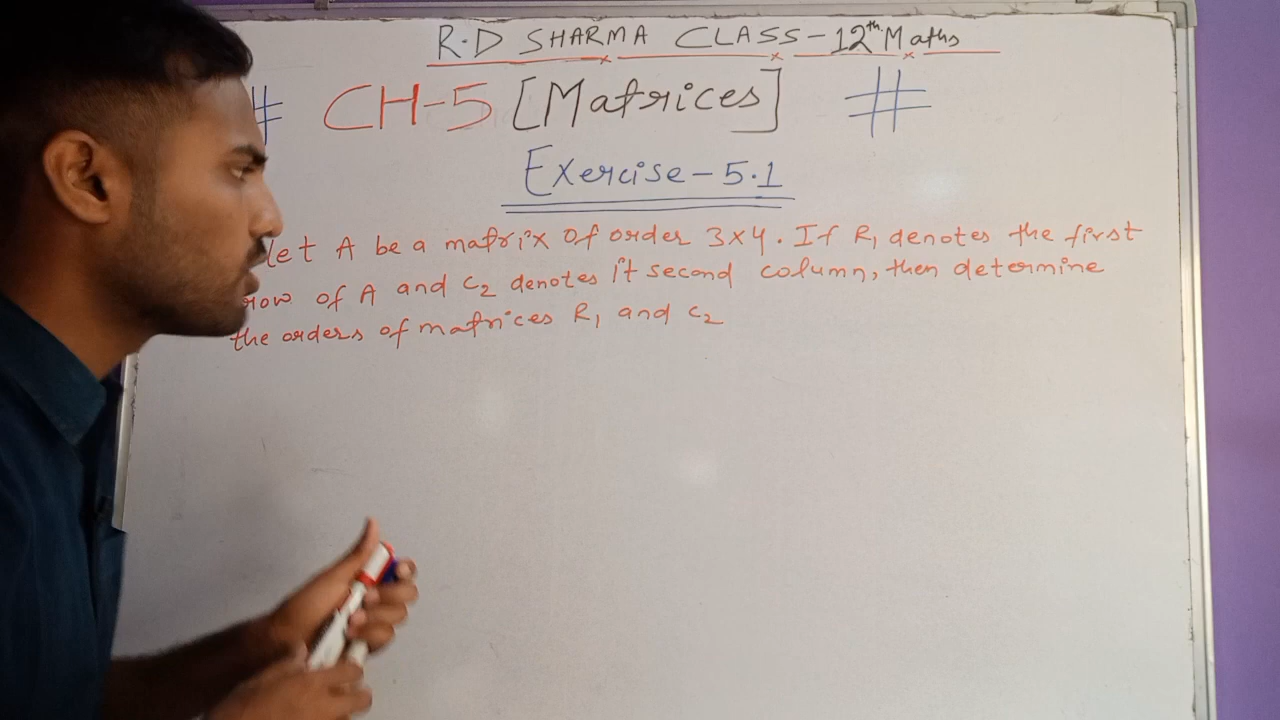 R.D SHARMA CLASS-12th Maths
# CH-5 [Matrices] #
Exercise-5.1
let A be a matrix of order 3x4. If R1 denotes the first
row of A and C2 denotes it second column, then determine
the orders of matrices R1 and C2